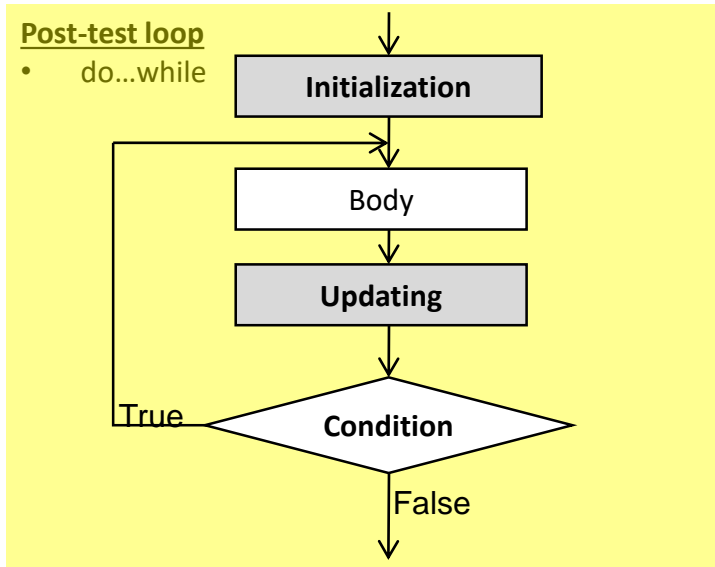 Post-test loop
• do…while
Initialization
Body
Updating
True
Condition
False